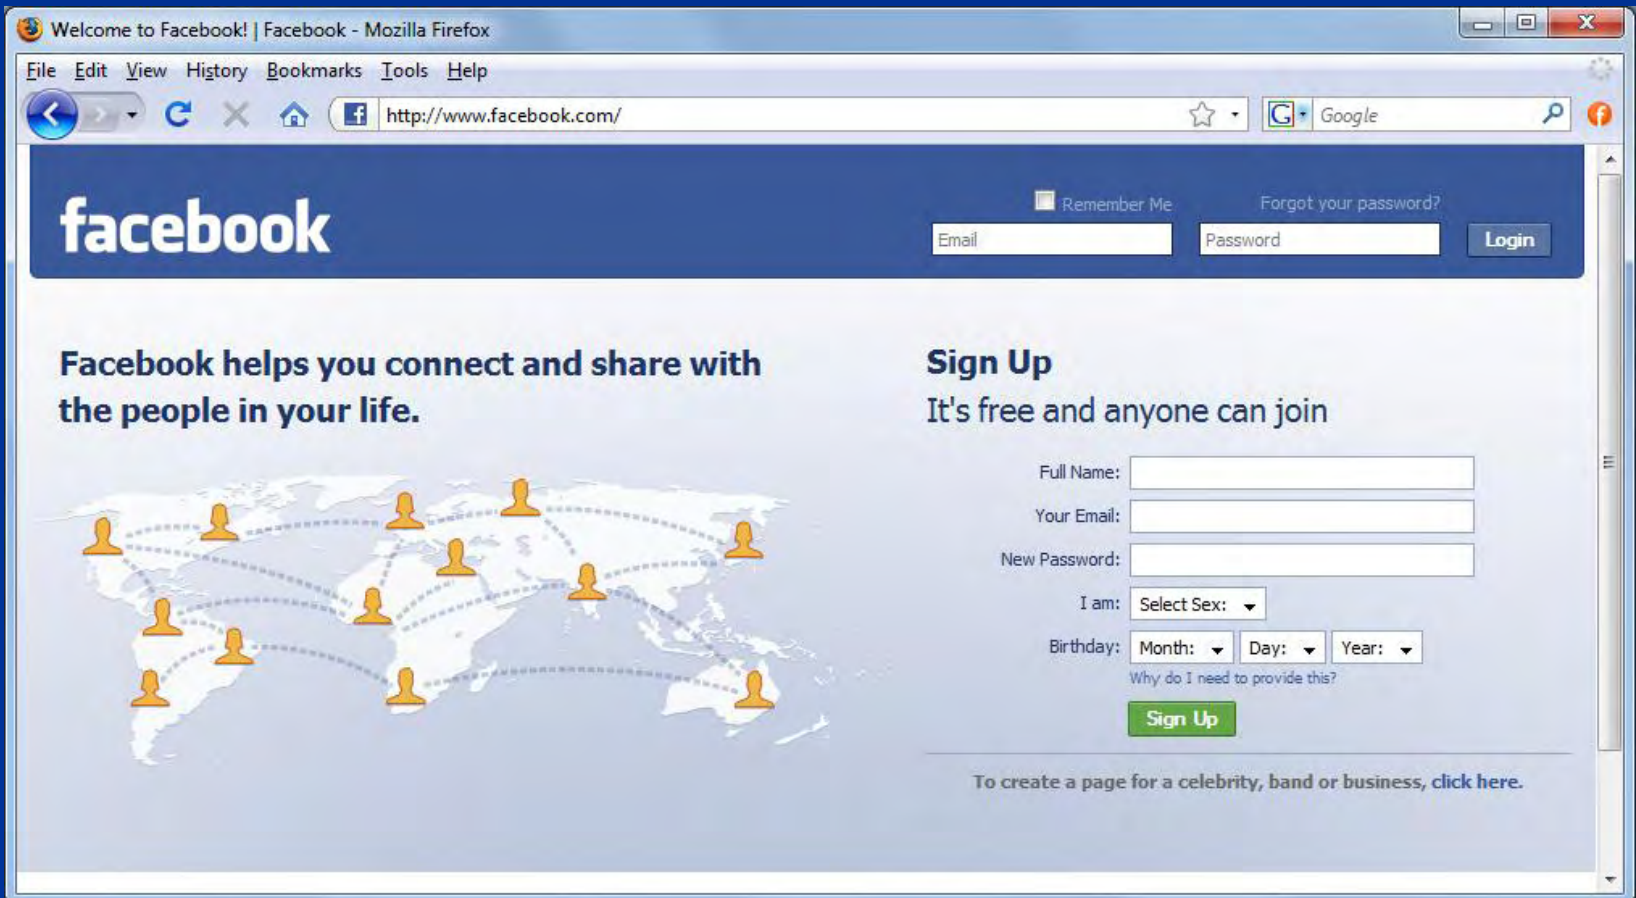 Welcome to Facebook! | Facebook - Mozilla Firefox
File Edit View History Bookmarks Tools Help
http://www.facebook.com/
Google
facebook
Remember Me
Forgot your password?
Email
Password
Login
Facebook helps you connect and share with
the people in your life.
Sign Up
It's free and anyone can join
Full Name:
Your Email:
New Password:
I am: Select Sex:
Birthday: Month: Day: Year:
Why do I need to provide this?
Sign Up
To create a page for a celebrity, band or business, click here.